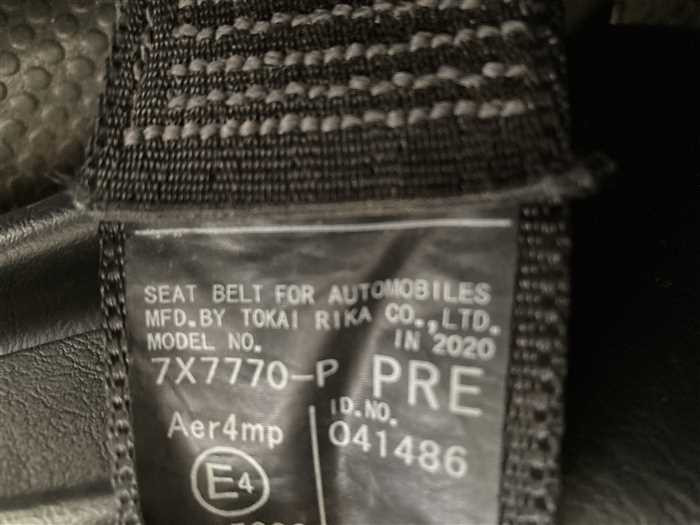 SEAT BELT FOR AUTOMOBILES
MFD.BY TOKAI RIKA CO.,LTD.
MODEL NO. IN 2020
7X7770-P PRE
Aer4mp ID.NO.
041486
E4